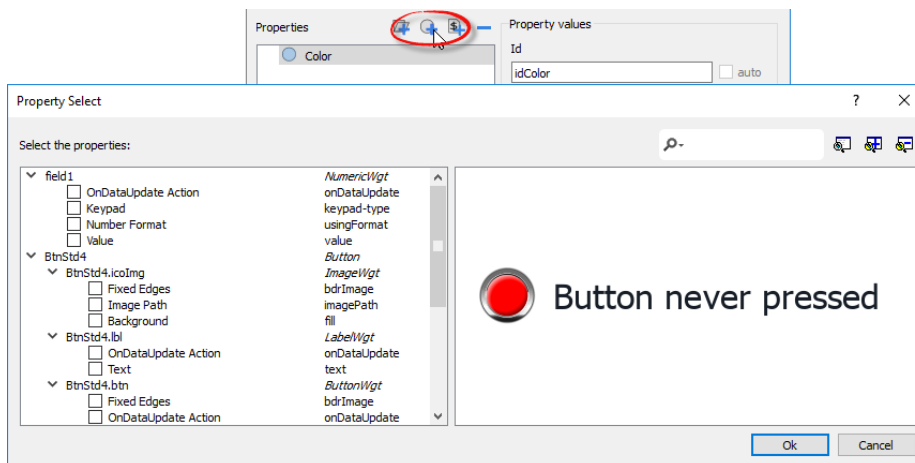 Properties
Property values
Color
Id
idColor
auto
Property Select
?
Select the properties:
field1 NumericWgt
OnDataUpdate Action onDataUpdate
Keypad keypad-type
Number Format usingFormat
Value value
BtnStd4 Button
BtnStd4.icoImg ImageWgt
Fixed Edges bdrImage
Image Path imagePath
Background fill
BtnStd4.lbl LabelWgt
OnDataUpdate Action onDataUpdate
Text text
BtnStd4.btn ButtonWgt
Fixed Edges bdrImage
OnDataUpdate Action onDataUpdate
Button never pressed
Ok
Cancel